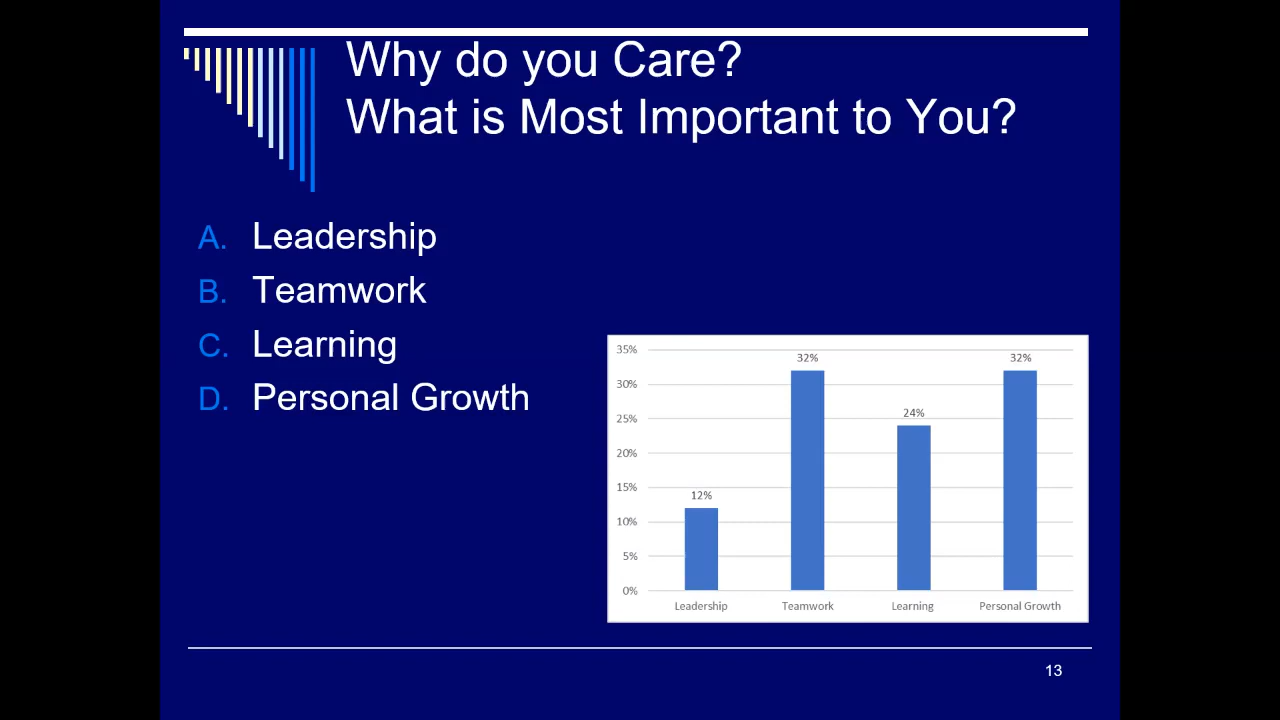 Why do you Care?
What is Most Important to You?
A. Leadership
B. Teamwork
C. Learning
D. Personal Growth
35%
30%
25%
20%
15%
10%
5%
0%
12%
32%
24%
32%
Leadership
Teamwork
Learning
Personal Growth
13